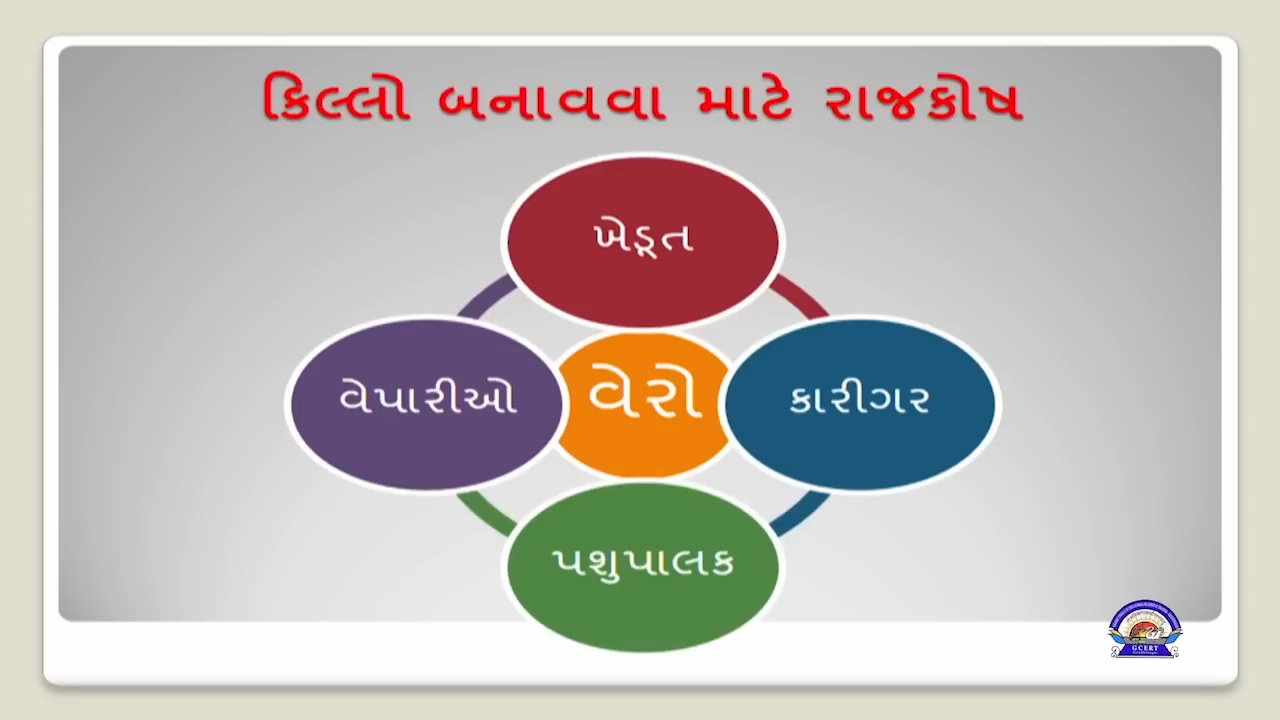 કિલ્લો બનાવવા માટે રાજકોષ
ખેડૂત
વેપારીઓ
વેરો
કારીગર
પશુપાલક
GCERT